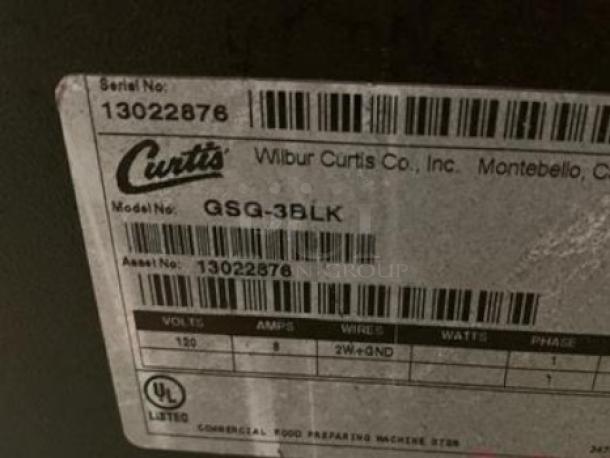 Serial No:
13022876
Curtis Wilbur Curtis Co., Inc. Montebello, C
Model No: GSG-3BLK
Asset No: 13022876
GROUP
VOLTS AMPS WIRES WATTS PHASE
120 8 2W+GND 1
1
UL
LISTED
COMMERCIAL FOOD PREPARING MACHINE